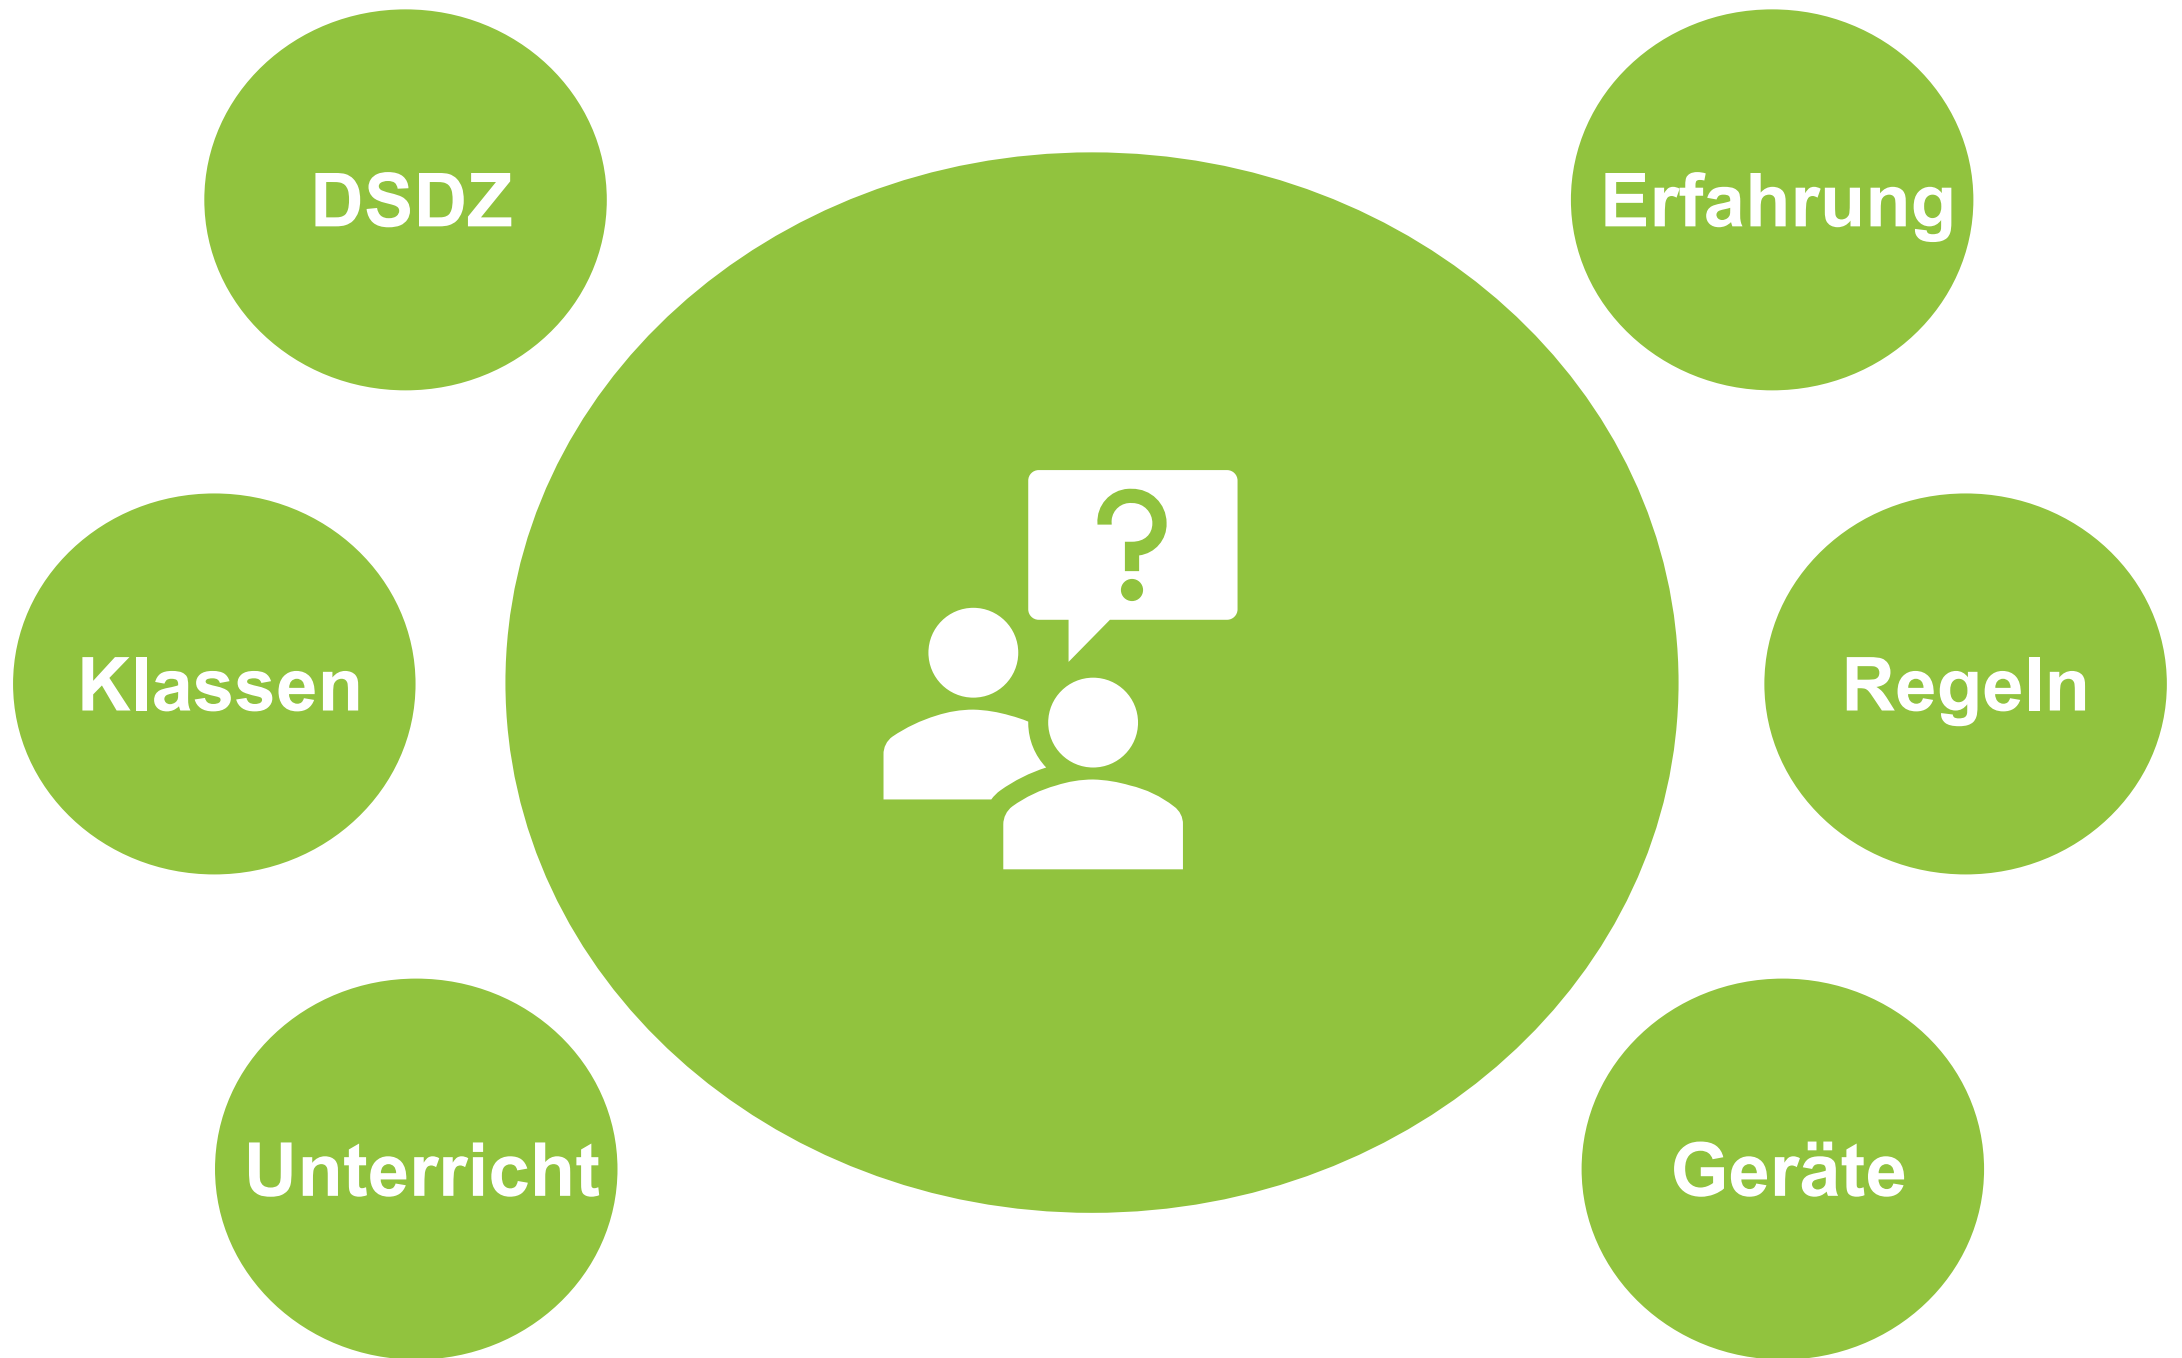 DSDZ
Erfahrung
?
Klassen
Regeln
Unterricht
Geräte